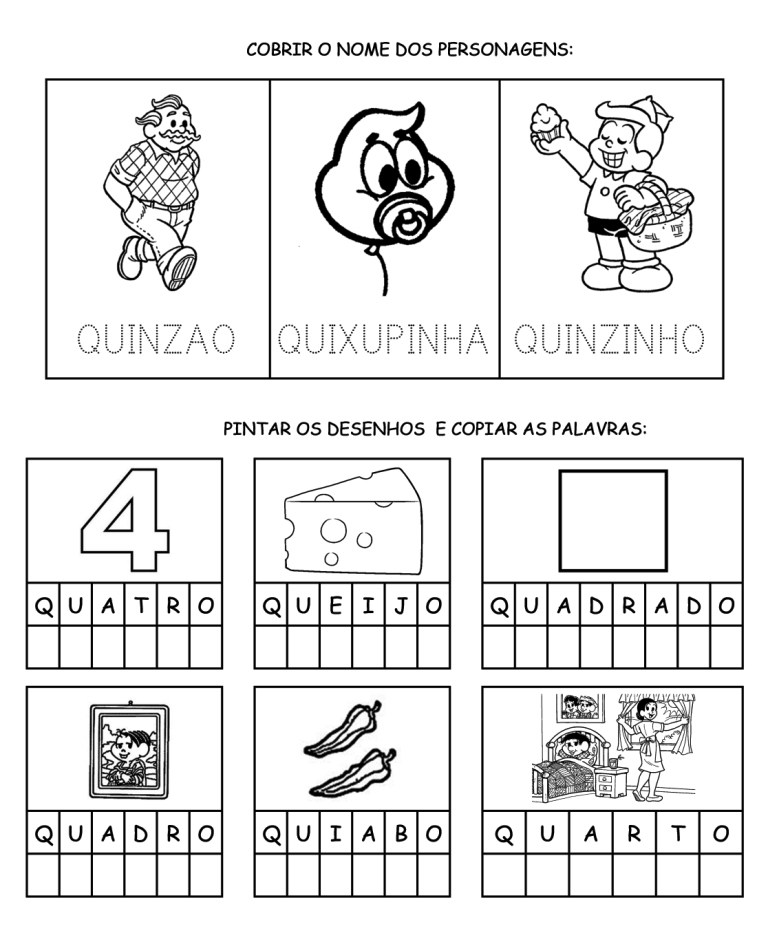 COBRIR O NOME DOS PERSONAGENS:
QUINZAO QUIXUPINHA QUINZINHO
PINTAR OS DESENHOS E COPIAR AS PALAVRAS:
4
QUATRO QUEIJO QUADRADO
QUADRO QUIABO QUARTO